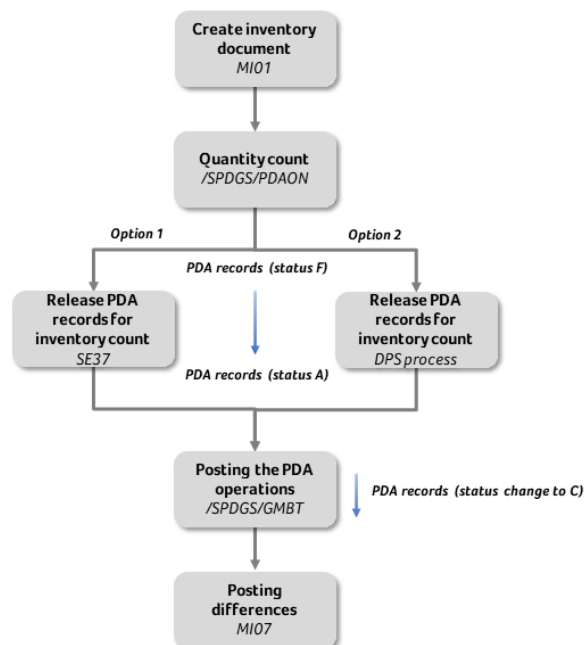 Create inventory
document
MI01
Quantity count
/SPDGS/PDAON
Option 1
Option 2
PDA records (status F)
Release PDA
records for
inventory count
SE37
Release PDA
records for
inventory count
DPS process
PDA records (status A)
Posting the PDA
operations
/SPDGS/GMBT
PDA records (status change to C)
Posting
differences
MI07